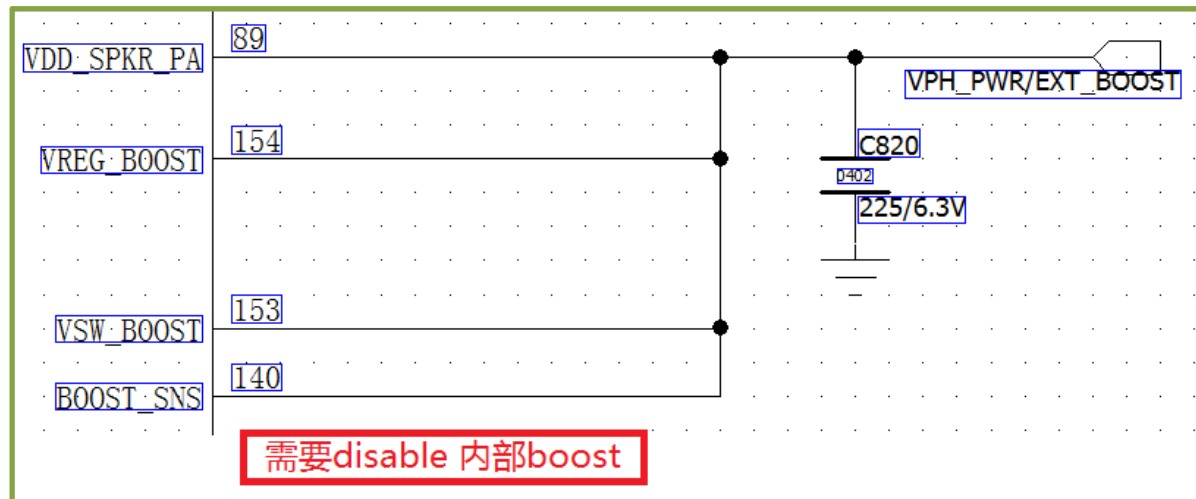 VDD_SPKR_PA
89
VPH_PWR/EXT_BOOST
VREG_BOOST
154
C820
0402
225/6.3V
VSW_BOOST
153
BOOST_SNS
140
需要disable 内部boost